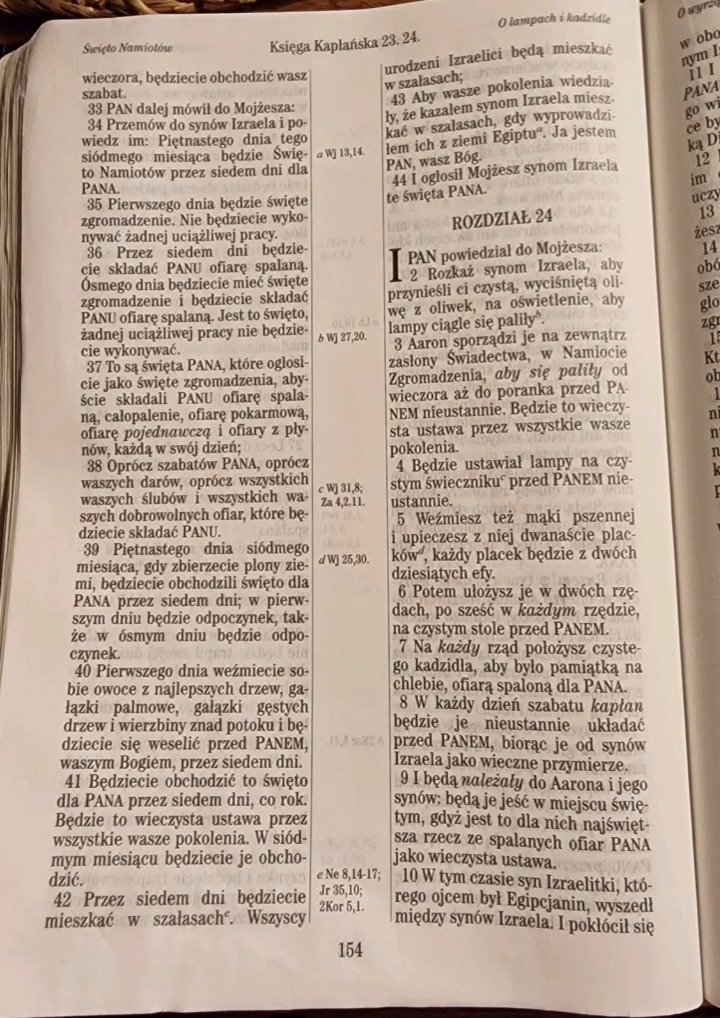 Święto Namiotów
Księga Kapłańska 23. 24.
O lampach i kadzidle
wieczora, będziecie obchodzić wasz
szabat.
33 PAN dalej mówił do Mojżesza:
34 Przemów do synów Izraela i po-
wiedz im: Piętnastego dnia tego
siódmego miesiąca będzie Świę-
to Namiotów przez siedem dni dla
PANA.
35 Pierwszego dnia będzie święte
zgromadzenie. Nie będziecie wyko-
nywać żadnej uciążliwej pracy.
36 Przez siedem dni będzie-
cie składać PANU ofiarę spalaną.
Ósmego dnia będziecie mieć święte
zgromadzenie i będziecie składać
PANU ofiarę spalaną. Jest to święto,
żadnej uciążliwej pracy nie będzie-
cie wykonywać.
37 To są święta PANA, które ogłosi-
cie jako święte zgromadzenia, aby-
ście składali PANU ofiarę spala-
ną, całopalenie, ofiarę pokarmową,
ofiarę pojednawczą i ofiary z pły-
nów, każdą w swój dzień;
38 Oprócz szabatów PANA, oprócz
waszych darów, oprócz wszystkich
waszych ślubów i wszystkich wa-
szych dobrowolnych ofiar, które bę-
dziecie składać PANU.
39 Piętnastego dnia siódmego
miesiąca, gdy zbierzecie plony zie-
mi, będziecie obchodzili święto dla
PANA przez siedem dni; w pierw-
szym dniu będzie odpoczynek, tak-
że w ósmym dniu będzie odpo-
czynek.
40 Pierwszego dnia weźmiecie so-
bie owoce z najlepszych drzew, ga-
łązki palmowe, gałązki gęstych
drzew i wierzbiny znad potoku i bę-
dziecie się weselić przed PANEM,
waszym Bogiem, przez siedem dni.
41 Będziecie obchodzić to święto
dla PANA przez siedem dni, co rok.
Będzie to wieczysta ustawa przez
wszystkie wasze pokolenia. W siód-
mym miesiącu będziecie je obcho-
dzić.
42 Przez siedem dni będziecie
mieszkać w szałasachᵉ. Wszyscy
a Wj 13,14.
b Wj 27,20.
c Wj 31,8;
Za 4,2.11.
d Wj 25,30.
e Ne 8,14-17;
Jr 35,10;
2Kor 5,1.
urodzeni Izraelici będą mieszkać
w szałasach;
43 Aby wasze pokolenia wiedzia-
ły, że kazałem synom Izraela miesz-
kać w szałasach, gdy wyprowadzi-
łem ich z ziemi Egiptuᵃ. Ja jestem
PAN, wasz Bóg.
44 I ogłosił Mojżesz synom Izraela
te święta PANA.
ROZDZIAŁ 24
I PAN powiedział do Mojżesza:
2 Rozkaż synom Izraela, aby
przynieśli ci czystą, wyciśniętą oli-
wę z oliwek, na oświetlenie, aby
lampy ciągle się paliłyᵇ.
3 Aaron sporządzi je na zewnątrz
zasłony Świadectwa, w Namiocie
Zgromadzenia, aby się paliły od
wieczora aż do poranka przed PA-
NEM nieustannie. Będzie to wieczy-
sta ustawa przez wszystkie wasze
pokolenia.
4 Będzie ustawiał lampy na czy-
stym świecznikuᶜ przed PANEM nie-
ustannie.
5 Weźmiesz też mąki pszennej
i upieczesz z niej dwanaście plac-
kówᵈ, każdy placek będzie z dwóch
dziesiątych efy.
6 Potem ułożysz je w dwóch rzę-
dach, po sześć w każdym rzędzie,
na czystym stole przed PANEM.
7 Na każdy rząd położysz czyste-
go kadzidła, aby było pamiątką na
chlebie, ofiarą spaloną dla PANA.
8 W każdy dzień szabatu kapłan
będzie je nieustannie układać
przed PANEM, biorąc je od synów
Izraela jako wieczne przymierze.
9 I będą należały do Aarona i jego
synów: będą je jeść w miejscu świę-
tym, gdyż jest to dla nich najświęt-
sza rzecz ze spalanych ofiar PANA
jako wieczysta ustawa.
10 W tym czasie syn Izraelitki, któ-
rego ojcem był Egipcjanin, wyszedł
między synów Izraela. I pokłócił się
154